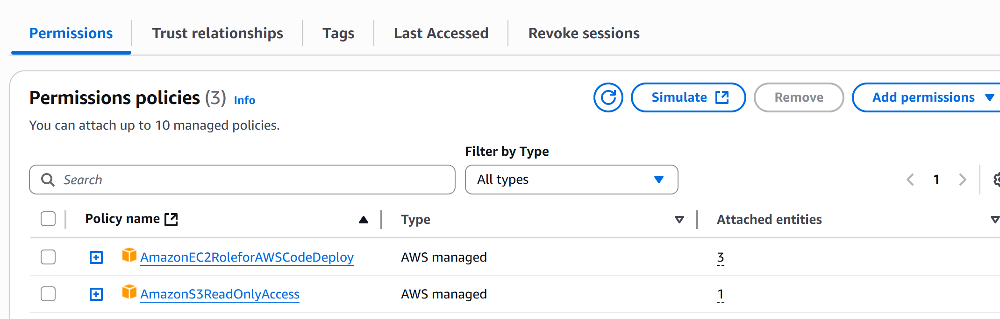 Permissions
Trust relationships
Tags
Last Accessed
Revoke sessions
Permissions policies (3) Info
Simulate
Remove
Add permissions
You can attach up to 10 managed policies.
Filter by Type
Search
All types
1
Policy name
Type
Attached entities
AmazonEC2RoleforAWSCodeDeploy
AWS managed
3
AmazonS3ReadOnlyAccess
AWS managed
1